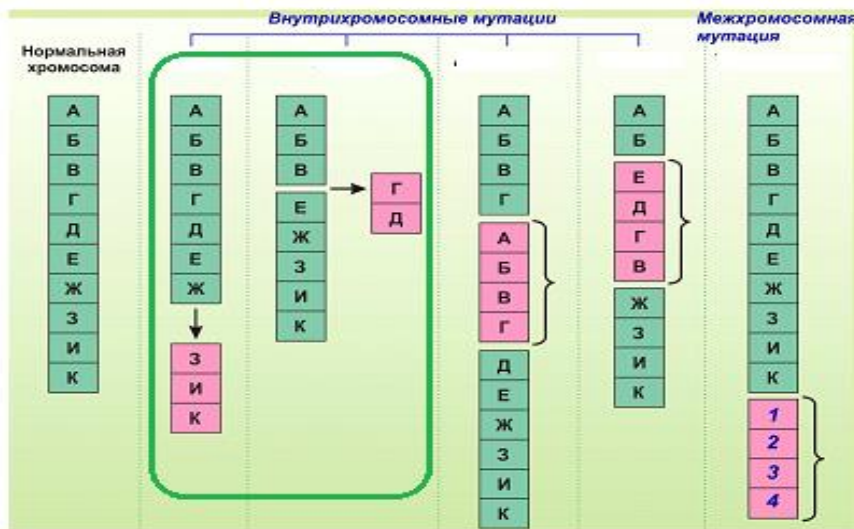 Внутрихромосомные мутации
Межхромосомная
мутация
Нормальная
хромосома
А
Б
В
Г
Д
Е
Ж
З
И
К
А
Б
В
Г
Д
Е
Ж
З
И
К
А
Б
В
Е
Ж
З
И
К
Г
Д
А
Б
В
Г
А
Б
В
Г
Д
Е
Ж
З
И
К
А
Б
Е
Д
Г
В
Ж
З
И
К
А
Б
В
Г
Д
Е
Ж
З
И
К
1
2
3
4